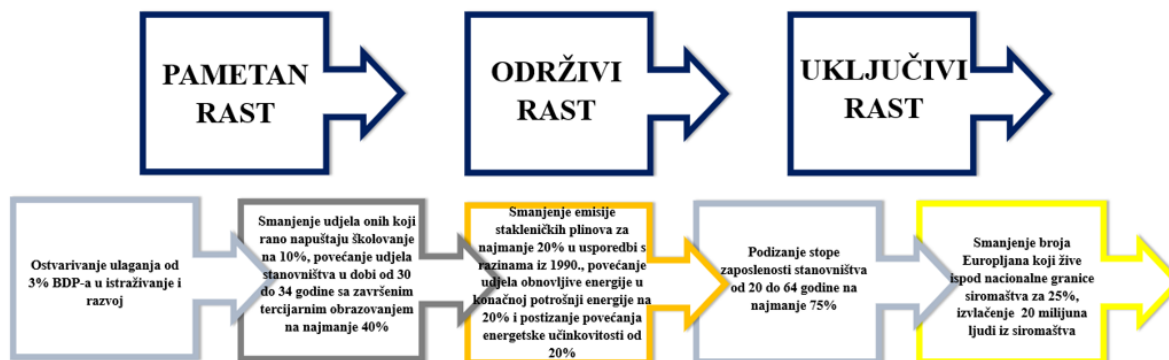 PAMETAN
RAST
ODRŽIVI
RAST
UKLJUČIVI
RAST
Ostvarivanje ulaganja od
3% BDP-a u istraživanje i
razvoj
Smanjenje udjela onih koji
rano napuštaju školovanje
na 10%, povećanje udjela
stanovništva u dobi od 30
do 34 godine sa završenim
tercijarnim obrazovanjem
na najmanje 40%
Smanjenje emisije
stakleničkih plinova za
najmanje 20% u usporedbi s
razinama iz 1990., povećanje
udjela obnovljive energije u
konačnoj potrošnji energije na
20% i postizanje povećanja
energetske učinkovitosti od
20%
Podizanje stope
zaposlenosti stanovništva
od 20 do 64 godine na
najmanje 75%
Smanjenje broja
Europljana koji žive
ispod nacionalne granice
siromaštva za 25%,
izvlačenje 20 milijuna
ljudi iz siromaštva